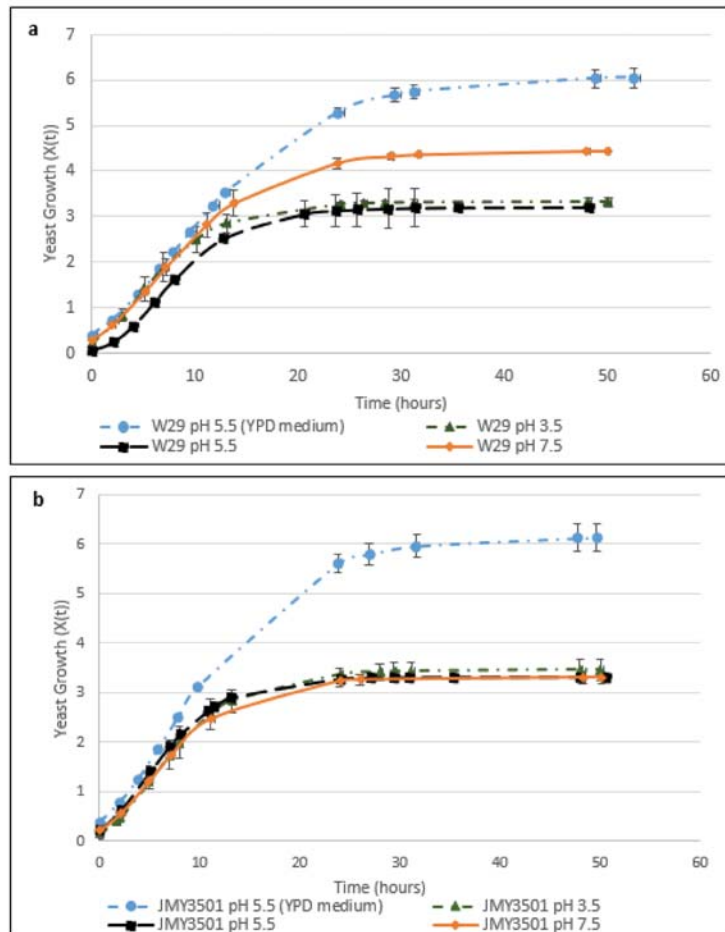 a
7
6
5
4
3
2
1
0
Yeast Growth (X(t))
0 10 20 30 40 50 60
Time (hours)
W29 pH 5.5 (YPD medium) W29 pH 3.5
W29 pH 5.5 W29 pH 7.5
b
7
6
5
4
3
2
1
0
Yeast Growth (X(t))
0 10 20 30 40 50 60
Time (hours)
JMY3501 pH 5.5 (YPD medium) JMY3501 pH 3.5
JMY3501 pH 5.5 JMY3501 pH 7.5